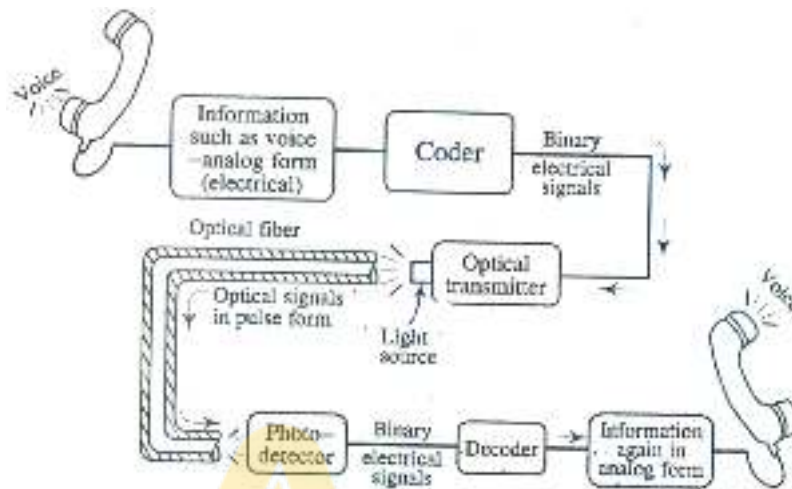 Voice
Information
such as voice
–analog form
(electrical)
Coder
Binary
electrical
signals
Optical fiber
Optical
transmitter
Optical signals
in pulse form
Light
source
Voice
Photo–
detector
Binary
electrical
signals
Decoder
Information
again in
analog form